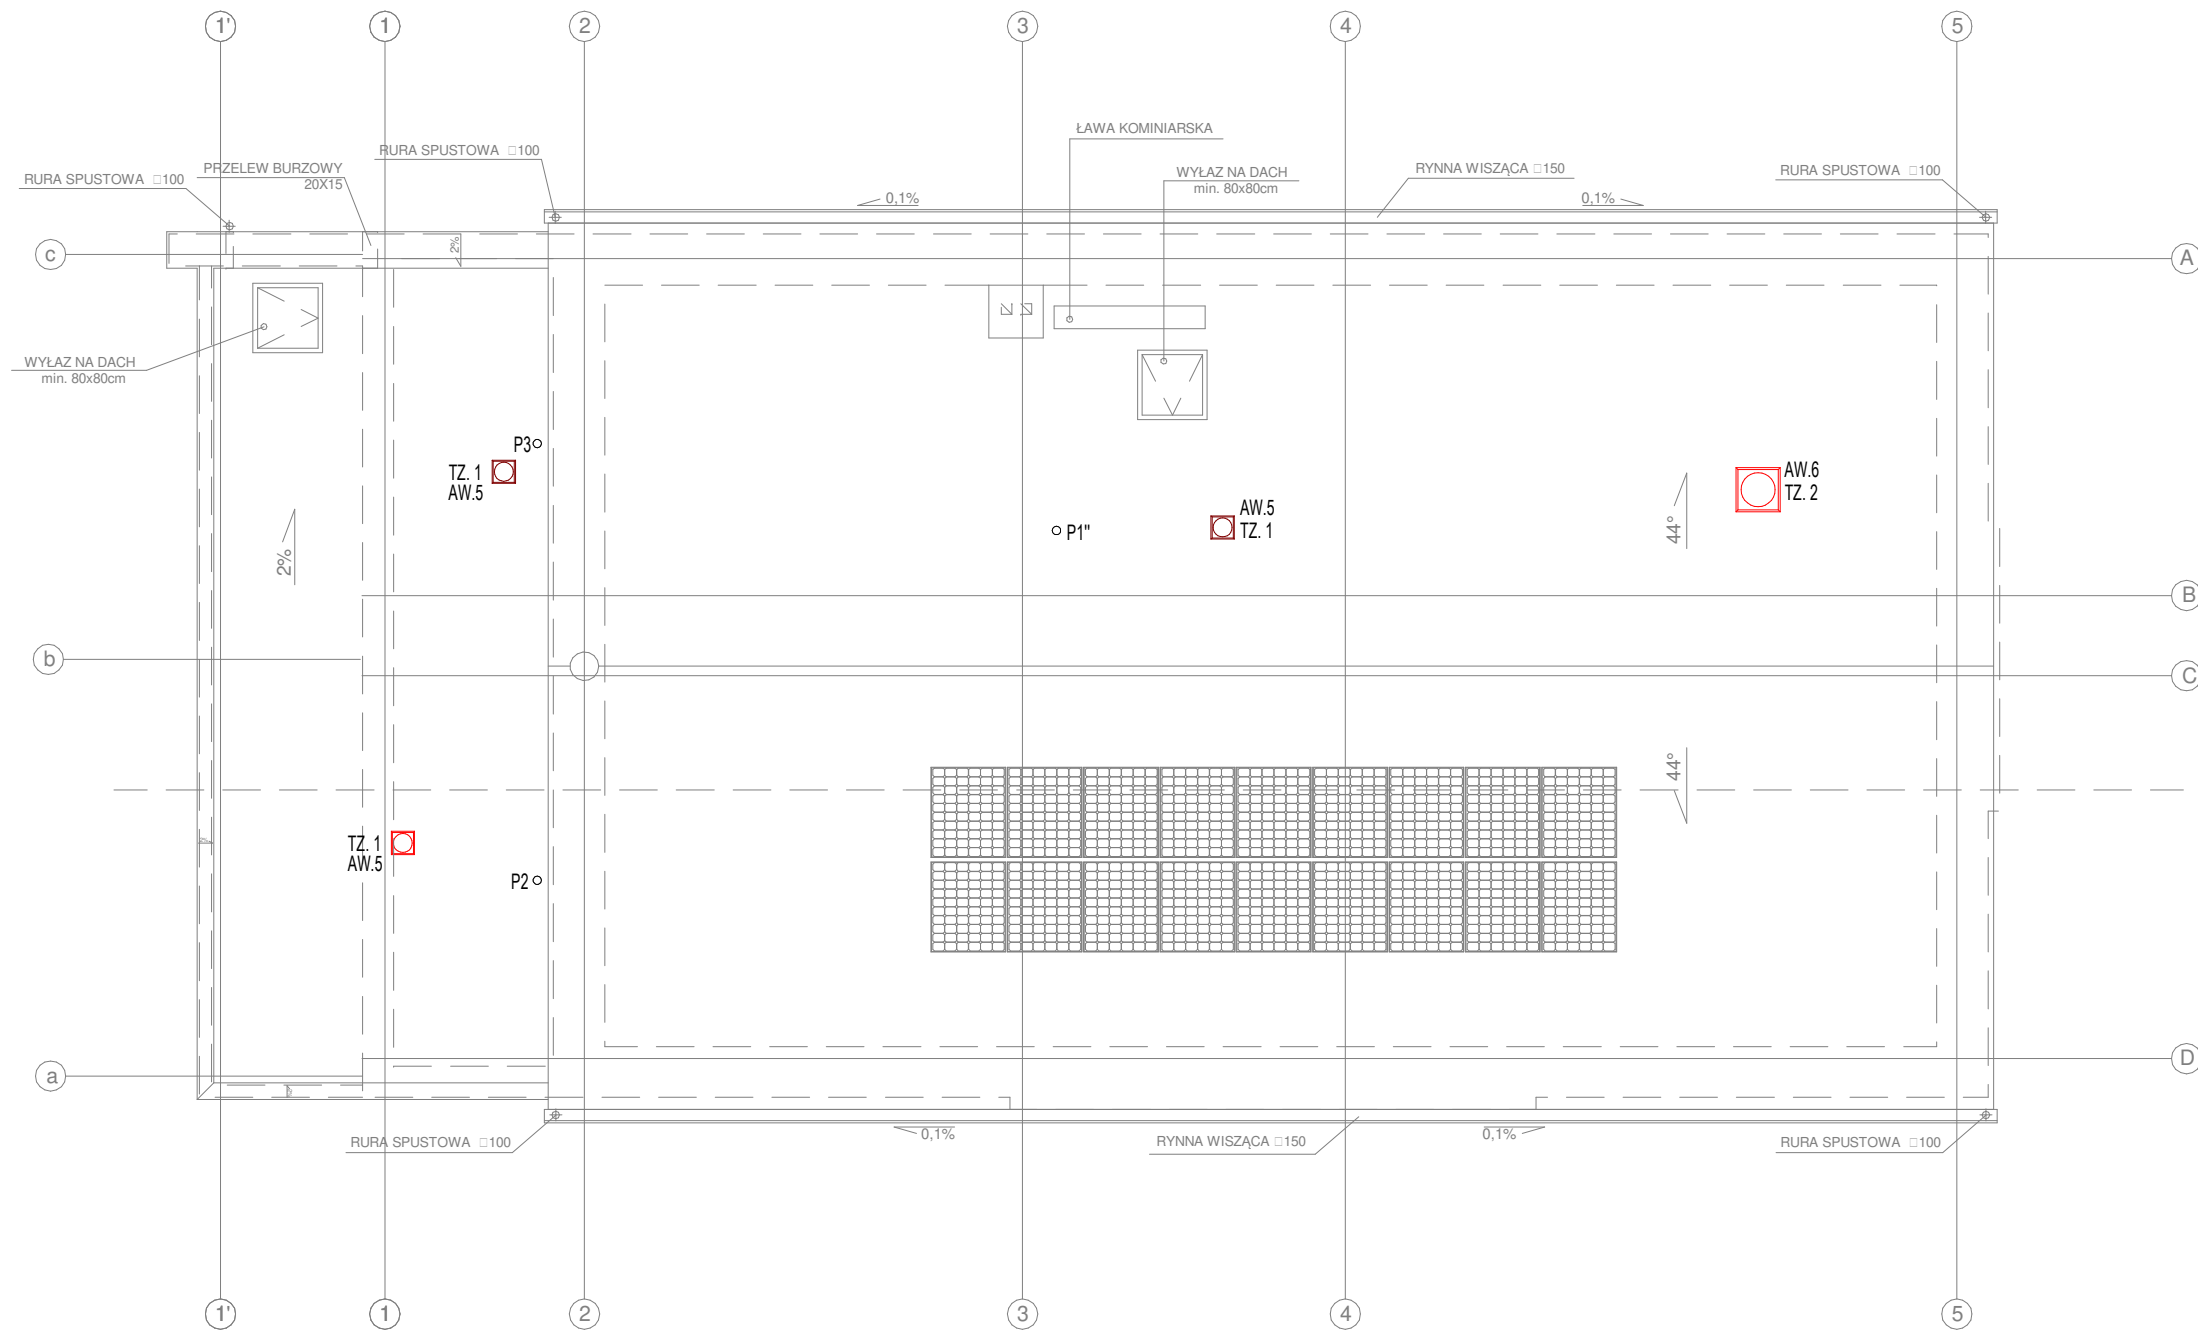 1'
1
2
3
4
5
ŁAWA KOMINIARSKA
RURA SPUSTOWA □100
PRZELEW BURZOWY
20X15
RURA SPUSTOWA □100
WYŁAZ NA DACH
min. 80x80cm
RYNNA WISZĄCA □150
RURA SPUSTOWA □100
0,1%
0,1%
2%
c
A
WYŁAZ NA DACH
min. 80x80cm
P3
TZ. 1
AW.5
AW.6
TZ. 2
AW.5
TZ. 1
P1"
44°
2%
B
b
C
44°
TZ. 1
AW.5
P2
a
D
RURA SPUSTOWA □100
0,1%
RYNNA WISZĄCA □150
0,1%
RURA SPUSTOWA □100
1'
1
2
3
4
5